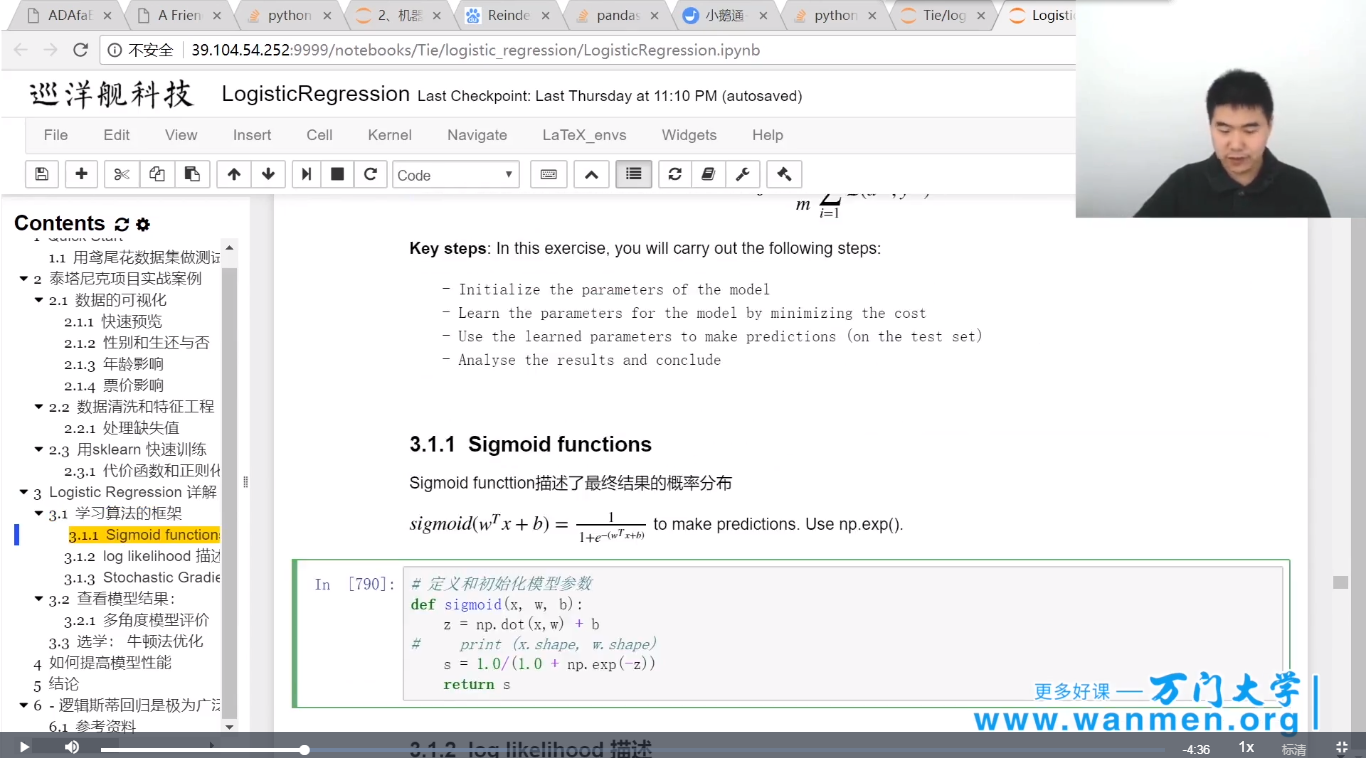 ADAfaE
A Frien
python
2、机器
Reinde
pandas
小鹅通
python
Tie/log
Logisti
不安全 39.104.54.252:9999/notebooks/Tie/logistic_regression/LogisticRegression.ipynb
巡洋舰科技 LogisticRegression Last Checkpoint: Last Thursday at 11:10 PM (autosaved)
File Edit View Insert Cell Kernel Navigate LaTeX_envs Widgets Help
Code
Contents
1 Quick Start
1.1 用鸢尾花数据集做测试
2 泰塔尼克项目实战案例
2.1 数据的可视化
2.1.1 快速预览
2.1.2 性别和生还与否
2.1.3 年龄影响
2.1.4 票价影响
2.2 数据清洗和特征工程
2.2.1 处理缺失值
2.3 用sklearn 快速训练
2.3.1 代价函数和正则化
3 Logistic Regression 详解
3.1 学习算法的框架
3.1.1 Sigmoid function
3.1.2 log likelihood 描述
3.1.3 Stochastic Gradie
3.2 查看模型结果：
3.2.1 多角度模型评价
3.3 选学： 牛顿法优化
4 如何提高模型性能
5 结论
6 - 逻辑斯蒂回归是极为广泛
6.1 参考资料
m i=1
Key steps: In this exercise, you will carry out the following steps:
- Initialize the parameters of the model
- Learn the parameters for the model by minimizing the cost
- Use the learned parameters to make predictions (on the test set)
- Analyse the results and conclude
3.1.1 Sigmoid functions
Sigmoid functtion描述了最终结果的概率分布
sigmoid(w^T x + b) = 1/(1+e^−(w^T x+b)) to make predictions. Use np.exp().
In [790]:
# 定义和初始化模型参数
def sigmoid(x, w, b):
z = np.dot(x,w) + b
# print (x.shape, w.shape)
s = 1.0/(1.0 + np.exp(-z))
return s
更多好课 — 万门大学
www.wanmen.org
3.1.2 log likelihood 描述
-4:36 1x 标清